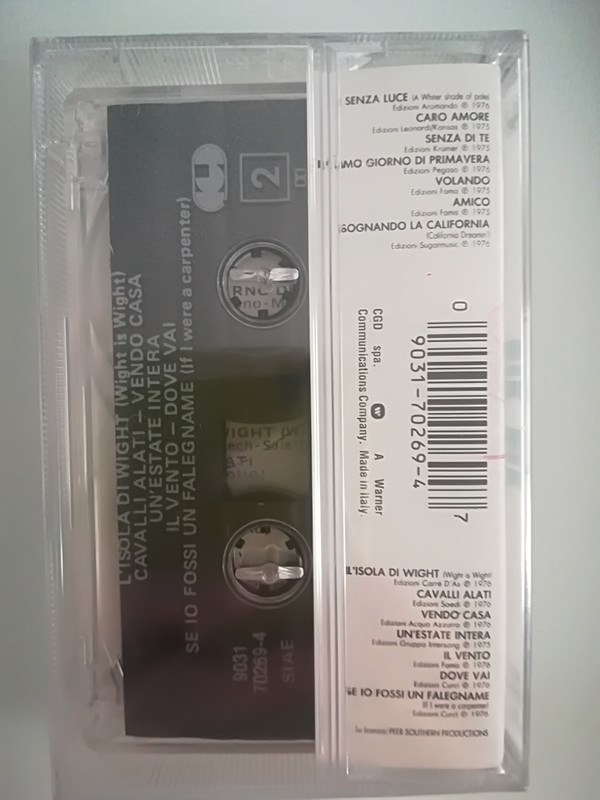 SENZA LUCE (A Whiter shade of pale)
Edizioni Aromando ℗ 1976
CARO AMORE
Edizioni Leonardi/Kansas ℗ 1975
SENZA DI TE
Edizioni Kramer ℗ 1975
GIORNO DI PRIMAVERA
Edizioni Pegaso ℗ 1976
VOLANDO
Edizioni Fama ℗ 1975
AMICO
Edizioni Fama ℗ 1975
SOGNANDO LA CALIFORNIA
(California Dreamin')
Edizioni Sugarmusic ℗ 1976
0
9031-70269-4
7
CGD spa. A Warner
Communications Company. Made in Italy.
L'ISOLA DI WIGHT (Wight is Wight)
Edizioni Carré D'As ℗ 1976
CAVALLI ALATI
Edizioni Saedi ℗ 1976
VENDO CASA
Edizioni Acqua Azzurra ℗ 1976
UN'ESTATE INTERA
Edizioni Gruppo Intersong ℗ 1975
IL VENTO
Edizioni Fama ℗ 1976
DOVE VAI
Edizioni Curci ℗ 1976
SE IO FOSSI UN FALEGNAME
(If I were a carpenter)
Edizioni Curci ℗ 1976
Su licenza: PEER SOUTHERN PRODUCTIONS
2
L'ISOLA DI WIGHT (Wight is Wight)
CAVALLI ALATI – VENDO CASA
UN'ESTATE INTERA
IL VENTO – DOVE VAI
SE IO FOSSI UN FALEGNAME (If I were a carpenter)
9031
70269-4
SIAE